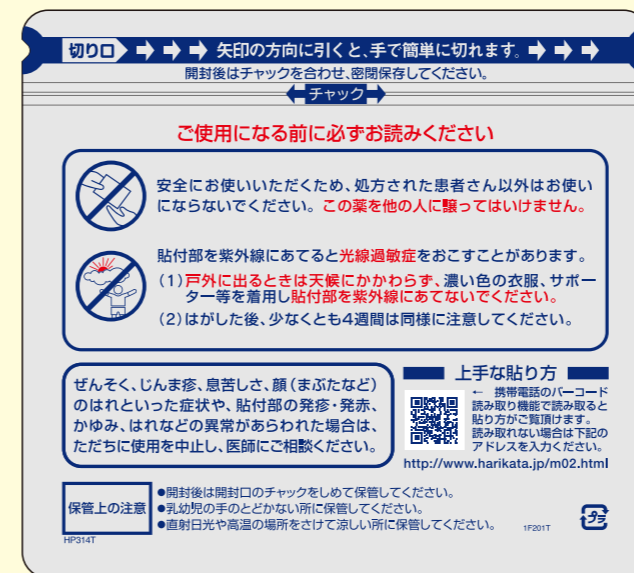 切り口 矢印の方向に引くと、手で簡単に切れます。
開封後はチャックを合わせ、密閉保存してください。
チャック
ご使用になる前に必ずお読みください
安全にお使いいただくため、処方された患者さん以外はお使い
にならないでください。この薬を他の人に譲ってはいけません。
貼付部を紫外線にあてると光線過敏症をおこすことがあります。
(1)戸外に出るときは天候にかかわらず、濃い色の衣服、サポー
ター等を着用し貼付部を紫外線にあてないでください。
(2)はがした後、少なくとも4週間は同様に注意してください。
ぜんそく、じんま疹、息苦しさ、顔(まぶたなど)
のはれといった症状や、貼付部の発疹・発赤、
かゆみ、はれなどの異常があらわれた場合は、
ただちに使用を中止し、医師にご相談ください。
上手な貼り方
← 携帯電話のバーコード
読み取り機能で読み取ると
貼り方がご覧頂けます。
読み取れない場合は下記の
アドレスを入力ください。
http://www.harikata.jp/m02.html
保管上の注意
●開封後は開封口のチャックをしめて保管してください。
●乳幼児の手のとどかない所に保管してください。
●直射日光や高温の場所をさけて涼しい所に保管してください。
1F201T
プラ
HP314T